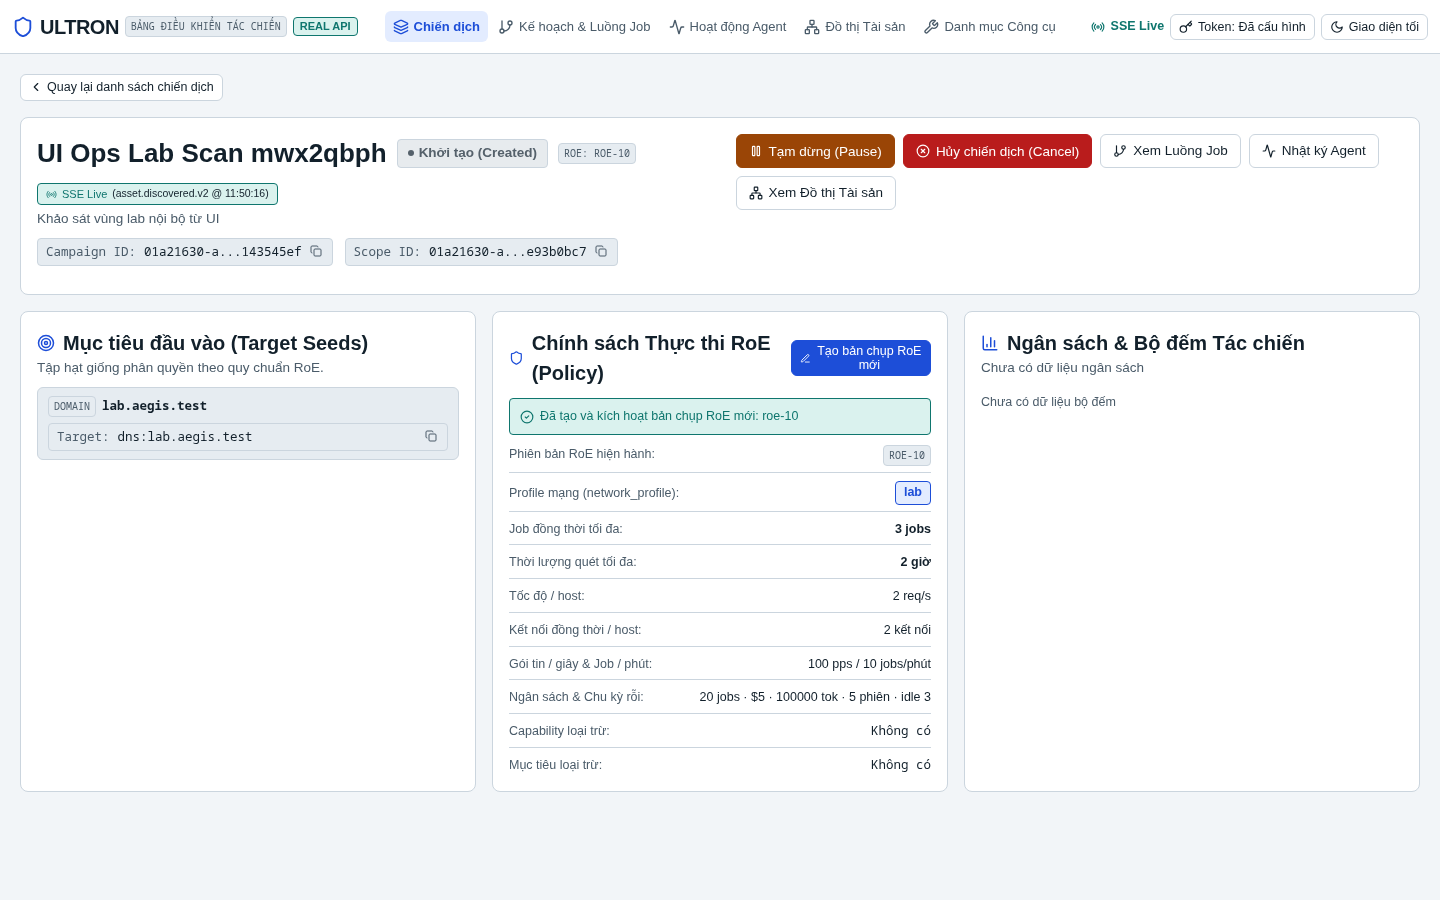 ULTRON
BẢNG ĐIỀU KHIỂN TÁC CHIẾN
REAL API
Chiến dịch
Kế hoạch & Luồng Job
Hoạt động Agent
Đồ thị Tài sản
Danh mục Công cụ
SSE Live
Token: Đã cấu hình
Giao diện tối
Quay lại danh sách chiến dịch
UI Ops Lab Scan mwx2qbph
Khởi tạo (Created)
ROE: ROE-10
Tạm dừng (Pause)
Hủy chiến dịch (Cancel)
Xem Luồng Job
Nhật ký Agent
Xem Đồ thị Tài sản
SSE Live (asset.discovered.v2 @ 11:50:16)
Khảo sát vùng lab nội bộ từ UI
Campaign ID: 01a21630-a...143545ef
Scope ID: 01a21630-a...e93b0bc7
Mục tiêu đầu vào (Target Seeds)
Tập hạt giống phân quyền theo quy chuẩn RoE.
DOMAIN lab.aegis.test
Target: dns:lab.aegis.test
Chính sách Thực thi RoE
(Policy)
Tạo bản chụp RoE
mới
Đã tạo và kích hoạt bản chụp RoE mới: roe-10
Phiên bản RoE hiện hành: ROE-10
Profile mạng (network_profile): lab
Job đồng thời tối đa: 3 jobs
Thời lượng quét tối đa: 2 giờ
Tốc độ / host: 2 req/s
Kết nối đồng thời / host: 2 kết nối
Gói tin / giây & Job / phút: 100 pps / 10 jobs/phút
Ngân sách & Chu kỳ rỗi: 20 jobs · $5 · 100000 tok · 5 phiên · idle 3
Capability loại trừ: Không có
Mục tiêu loại trừ: Không có
Ngân sách & Bộ đếm Tác chiến
Chưa có dữ liệu ngân sách
Chưa có dữ liệu bộ đếm